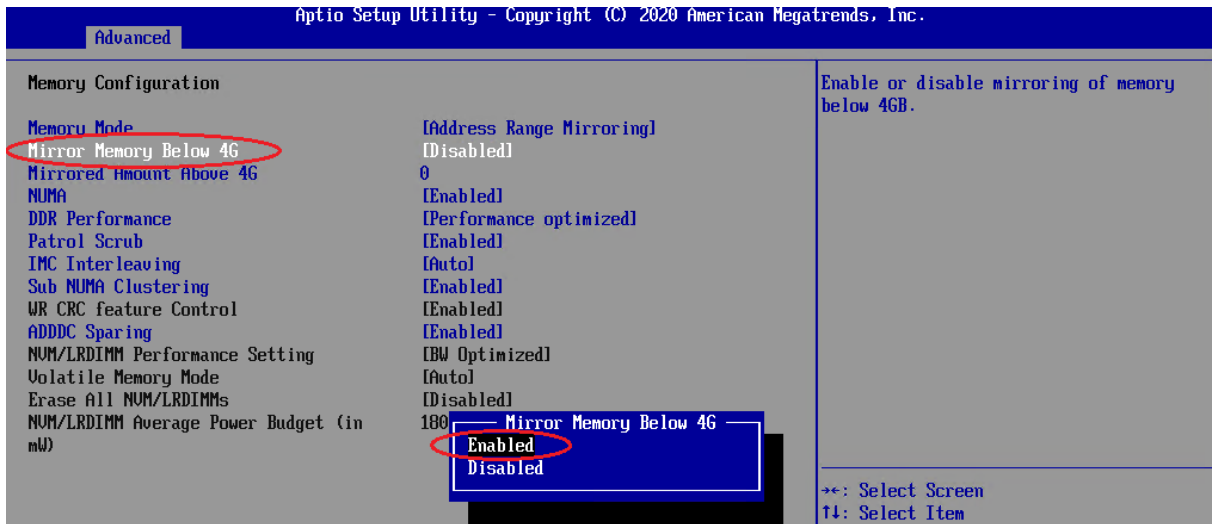 Aptio Setup Utility - Copyright (C) 2020 American Megatrends, Inc.
Advanced
Memory Configuration
Enable or disable mirroring of memory
below 4GB.
Memory Mode [Address Range Mirroring]
Mirror Memory Below 4G [Disabled]
Mirrored Amount Above 4G 0
NUMA [Enabled]
DDR Performance [Performance optimized]
Patrol Scrub [Enabled]
IMC Interleaving [Auto]
Sub NUMA Clustering [Enabled]
WR CRC feature Control [Enabled]
ADDDC Sparing [Enabled]
NVM/LRDIMM Performance Setting [BW Optimized]
Volatile Memory Mode [Auto]
Erase All NVM/LRDIMMs [Disabled]
NVM/LRDIMM Average Power Budget (in 180
mW)
Mirror Memory Below 4G
Enabled
Disabled
→←: Select Screen
↑↓: Select Item